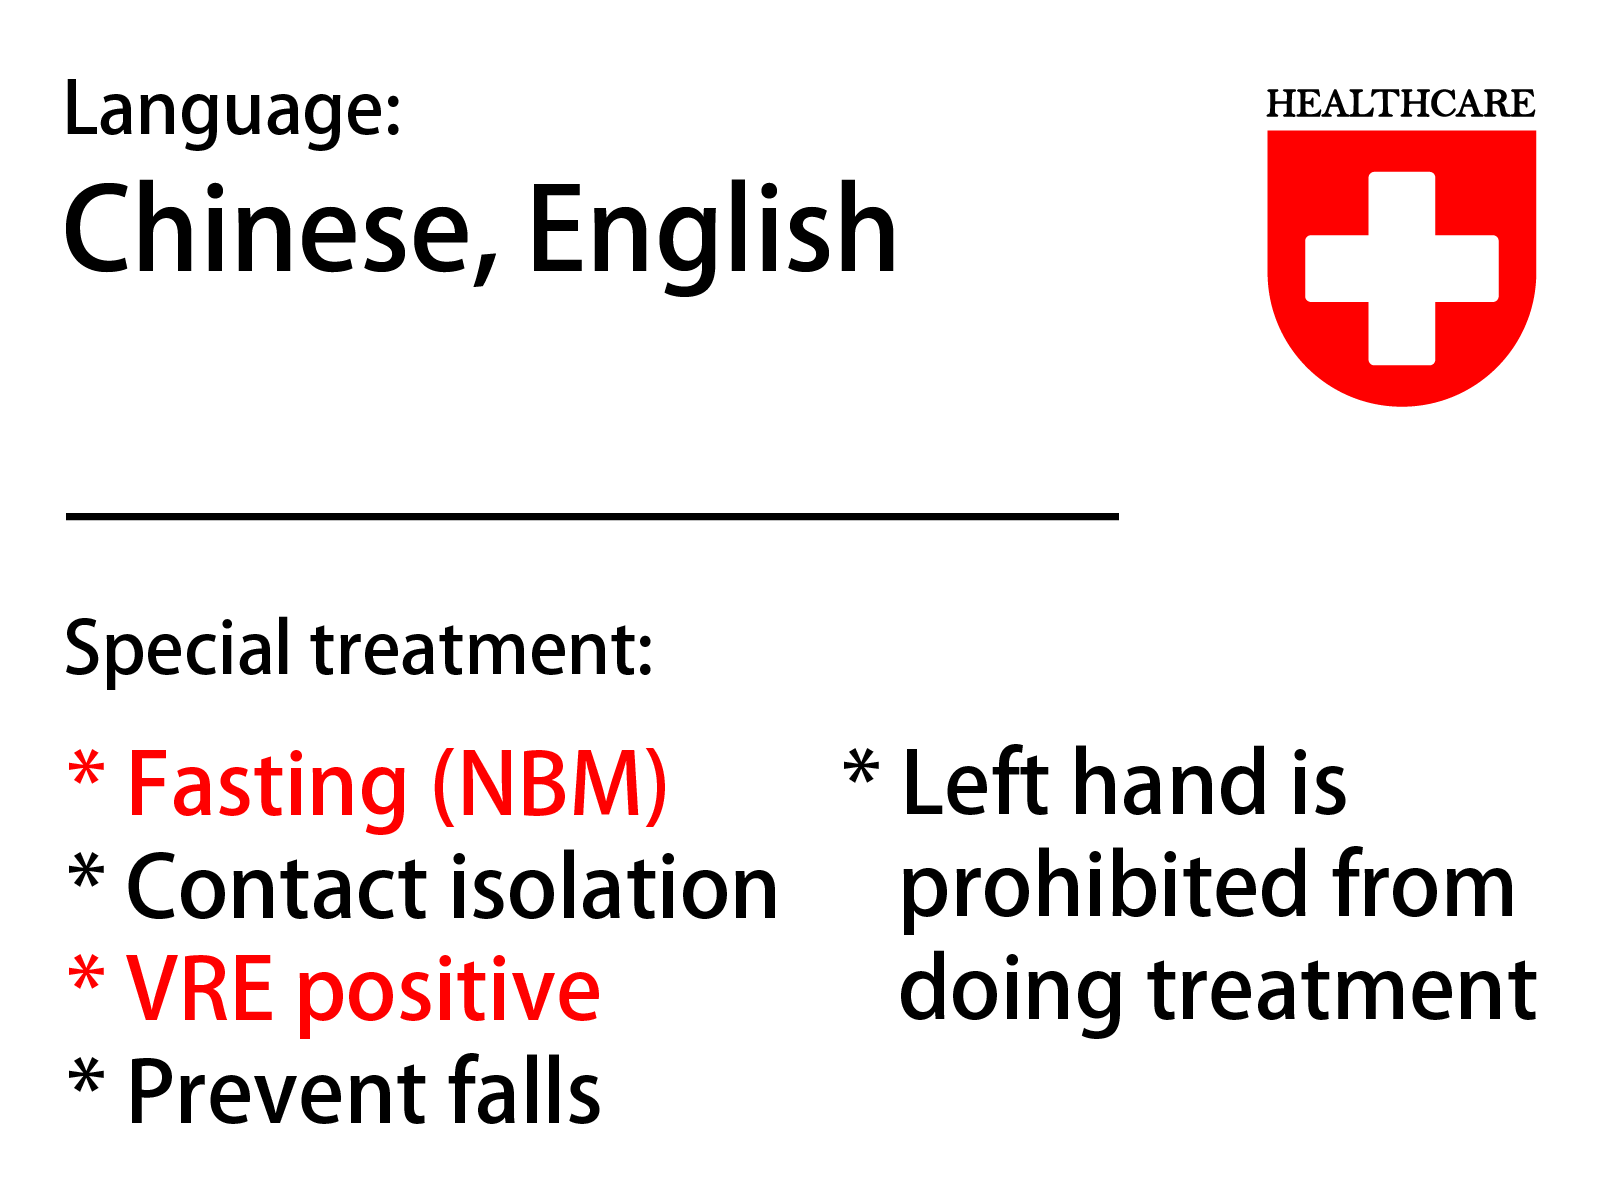 Language:
Chinese, English
HEALTHCARE
Special treatment:
* Fasting (NBM)
* Contact isolation
* VRE positive
* Prevent falls
* Left hand is
prohibited from
doing treatment